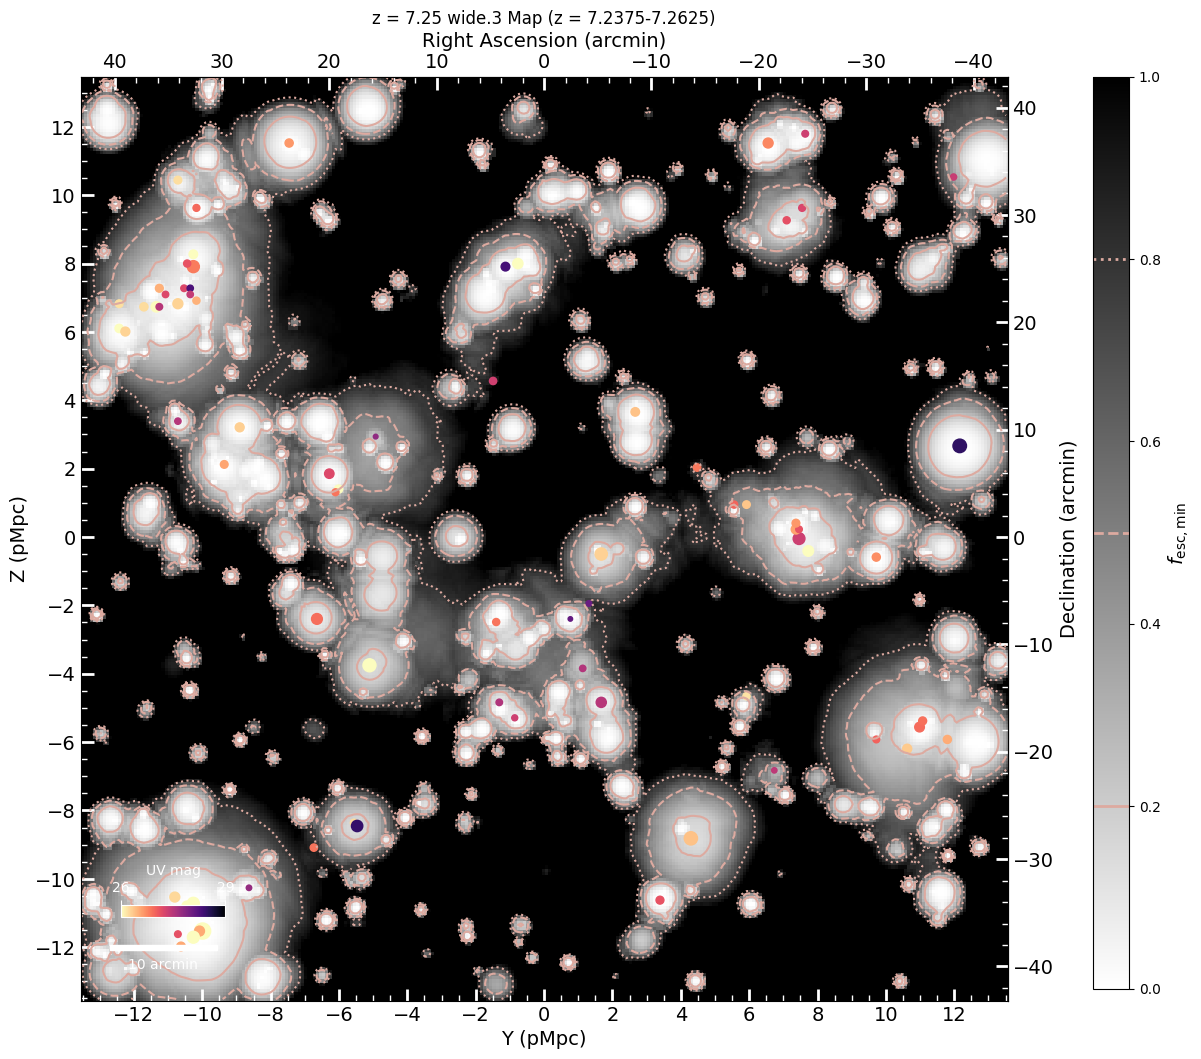 z = 7.25 wide.3 Map (z = 7.2375-7.2625)
Right Ascension (arcmin)
40 30 20 10 0 −10 −20 −30 −40
12 10 8 6 4 2 0 −2 −4 −6 −8 −10 −12
Z (pMpc)
40 30 20 10 0 −10 −20 −30 −40
Declination (arcmin)
1.0
0.8
0.6
0.4
0.2
0.0
f_esc,min
UV mag
26 29
10 arcmin
−12 −10 −8 −6 −4 −2 0 2 4 6 8 10 12
Y (pMpc)